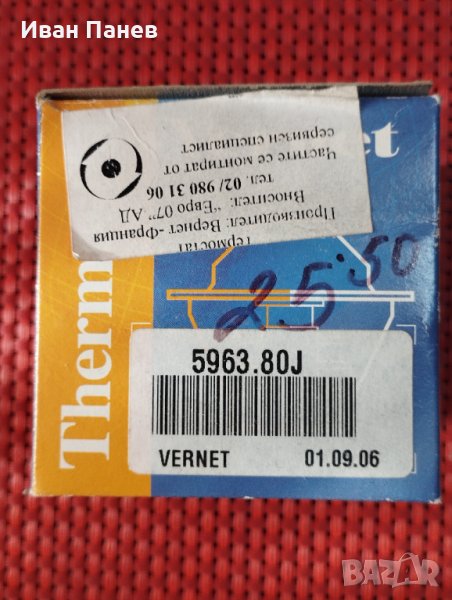 Иван Панев
Термостат
Производител: Вернет -Франция
Вносител: "Евро 07" АД
тел. 02/ 980 31 06
Частите се монтират от
сервизен специалист
Therm
et
25.50
5963.80J
VERNET 01.09.06
BAZAR